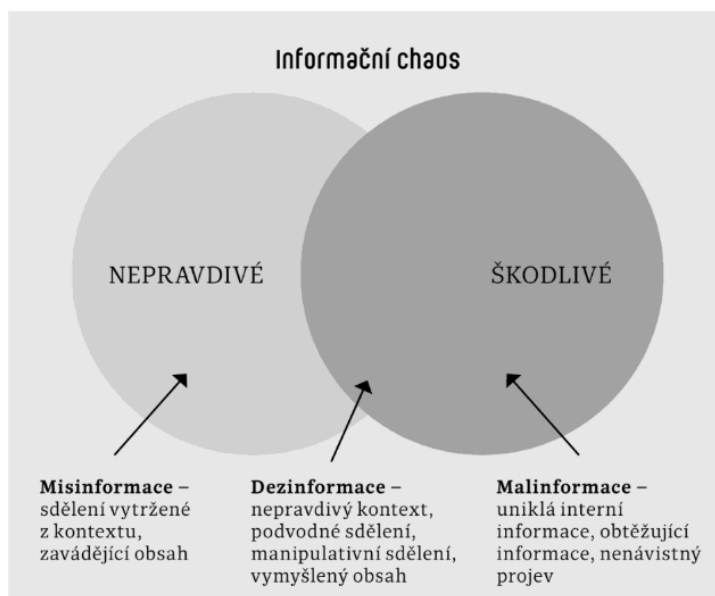 Informační chaos
NEPRAVDIVÉ
ŠKODLIVÉ
Misinformace –
sdělení vytržené
z kontextu,
zavádějící obsah
Dezinformace –
nepravdivý kontext,
podvodné sdělení,
manipulativní sdělení,
vymyšlený obsah
Malinformace –
uniklá interní
informace, obtěžující
informace, nenávistný
projev